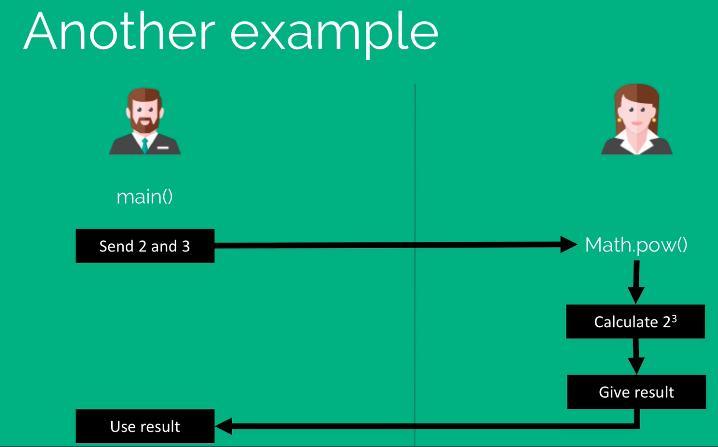 Another example
main()
Send 2 and 3
Math.pow()
Calculate 2³
Give result
Use result